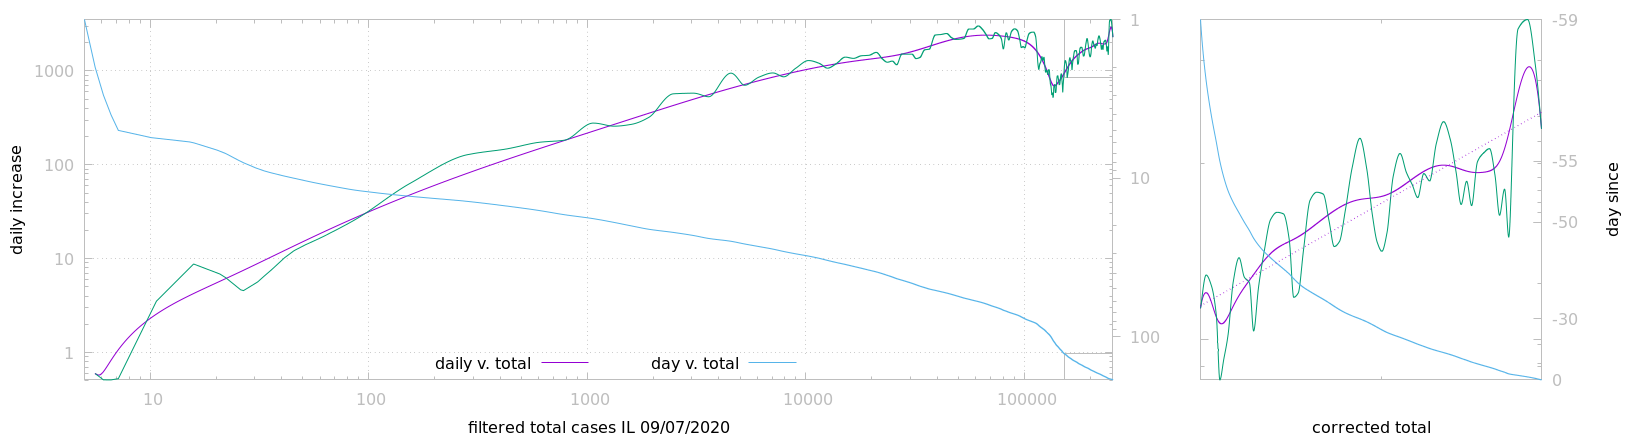 daily increase
1000
100
10
1
10
100
1000
10000
100000
daily v. total
day v. total
filtered total cases IL 09/07/2020
1
10
100
-59
-55
-50
-30
0
day since
corrected total